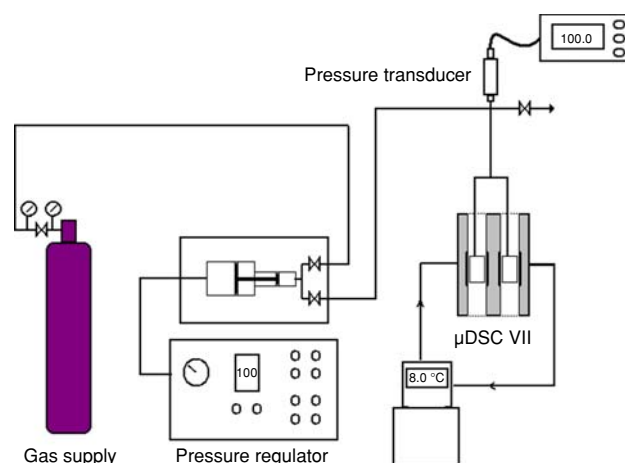 100.0
Pressure transducer
µDSC VII
100
8.0 °C
Gas supply
Pressure regulator